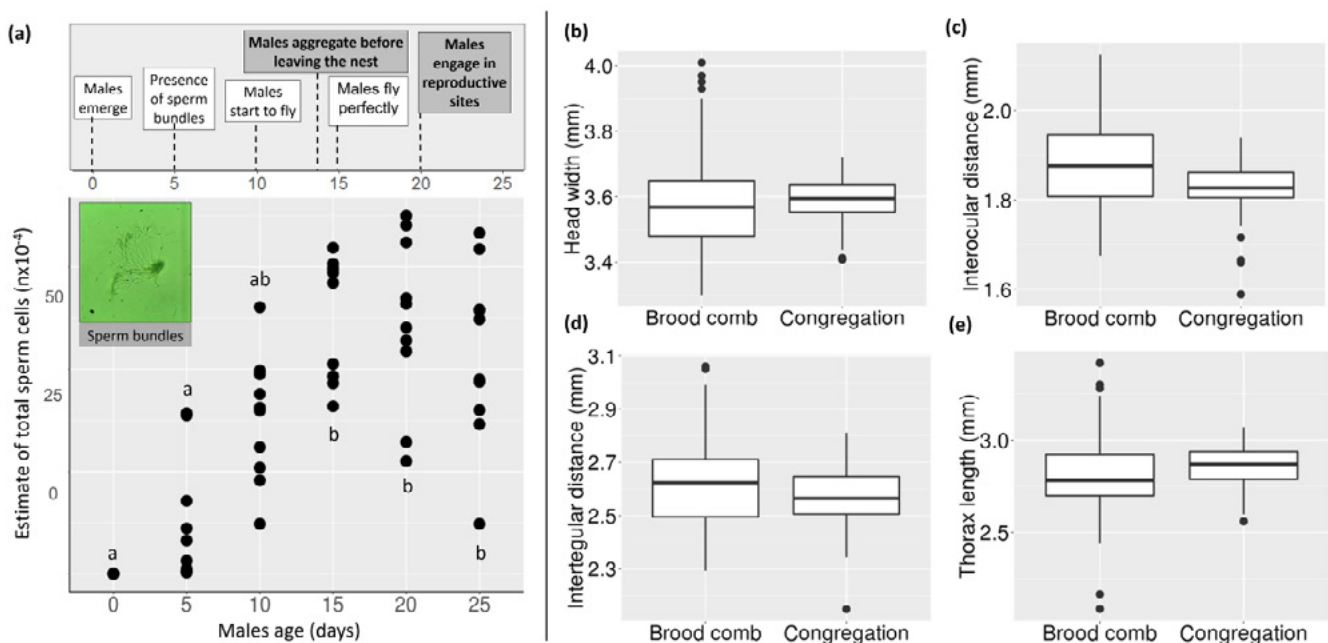 (a)
Males
emerge
Presence
of sperm
bundles
Males
start to fly
Males aggregate before
leaving the nest
Males fly
perfectly
Males
engage in
reproductive
sites
0 5 10 15 20 25
Estimate of total sperm cells (nx10⁻⁴)
50
25
0
Sperm bundles
a
a
ab
b
b
b
0 5 10 15 20 25
Males age (days)
(b)
Head width (mm)
4.0
3.8
3.6
3.4
Brood comb Congregation
(c)
Interocular distance (mm)
2.0
1.8
1.6
Brood comb Congregation
(d)
Intertegular distance (mm)
3.1
2.9
2.7
2.5
2.3
Brood comb Congregation
(e)
Thorax length (mm)
3.0
2.5
Brood comb Congregation